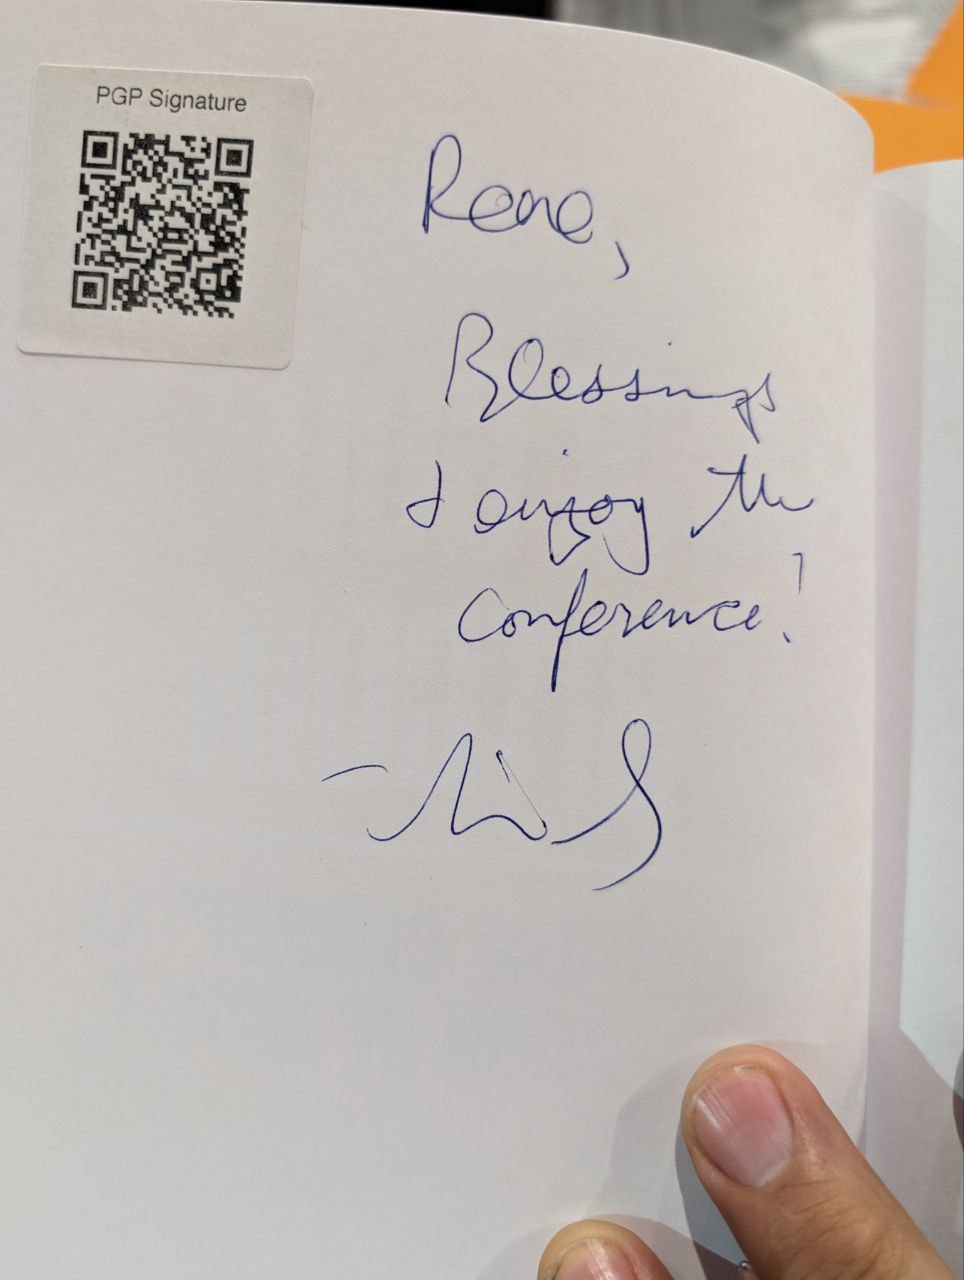 PGP Signature
Rene,
Blessings
& enjoy the
conference!